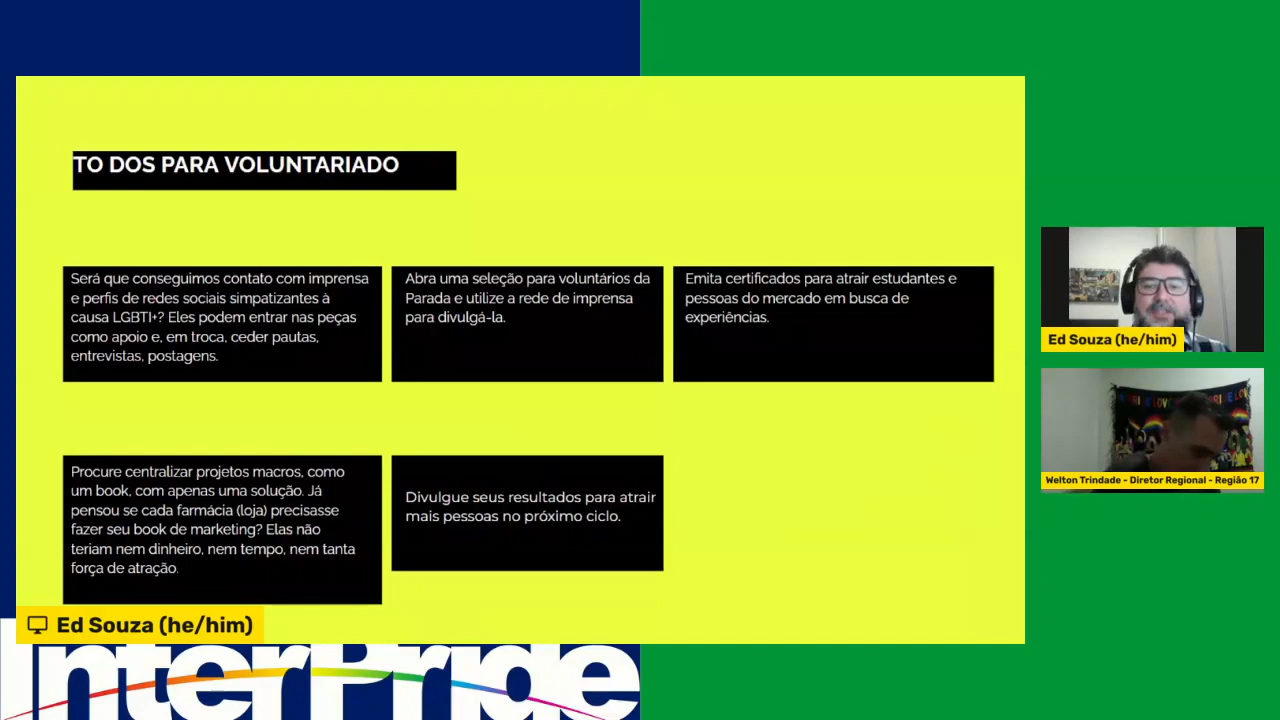 TO DOS PARA VOLUNTARIADO
Será que conseguimos contato com imprensa
e perfis de redes sociais simpatizantes à
causa LGBTI+? Eles podem entrar nas peças
como apoio e, em troca, ceder pautas,
entrevistas, postagens.
Abra uma seleção para voluntários da
Parada e utilize a rede de imprensa
para divulgá-la.
Emita certificados para atrair estudantes e
pessoas do mercado em busca de
experiências.
Procure centralizar projetos macros, como
um book, com apenas uma solução. Já
pensou se cada farmácia (loja) precisasse
fazer seu book de marketing? Elas não
teriam nem dinheiro, nem tempo, nem tanta
força de atração.
Divulgue seus resultados para atrair
mais pessoas no próximo ciclo.
Ed Souza (he/him)
InterPride
Ed Souza (he/him)
Welton Trindade - Diretor Regional - Região 17